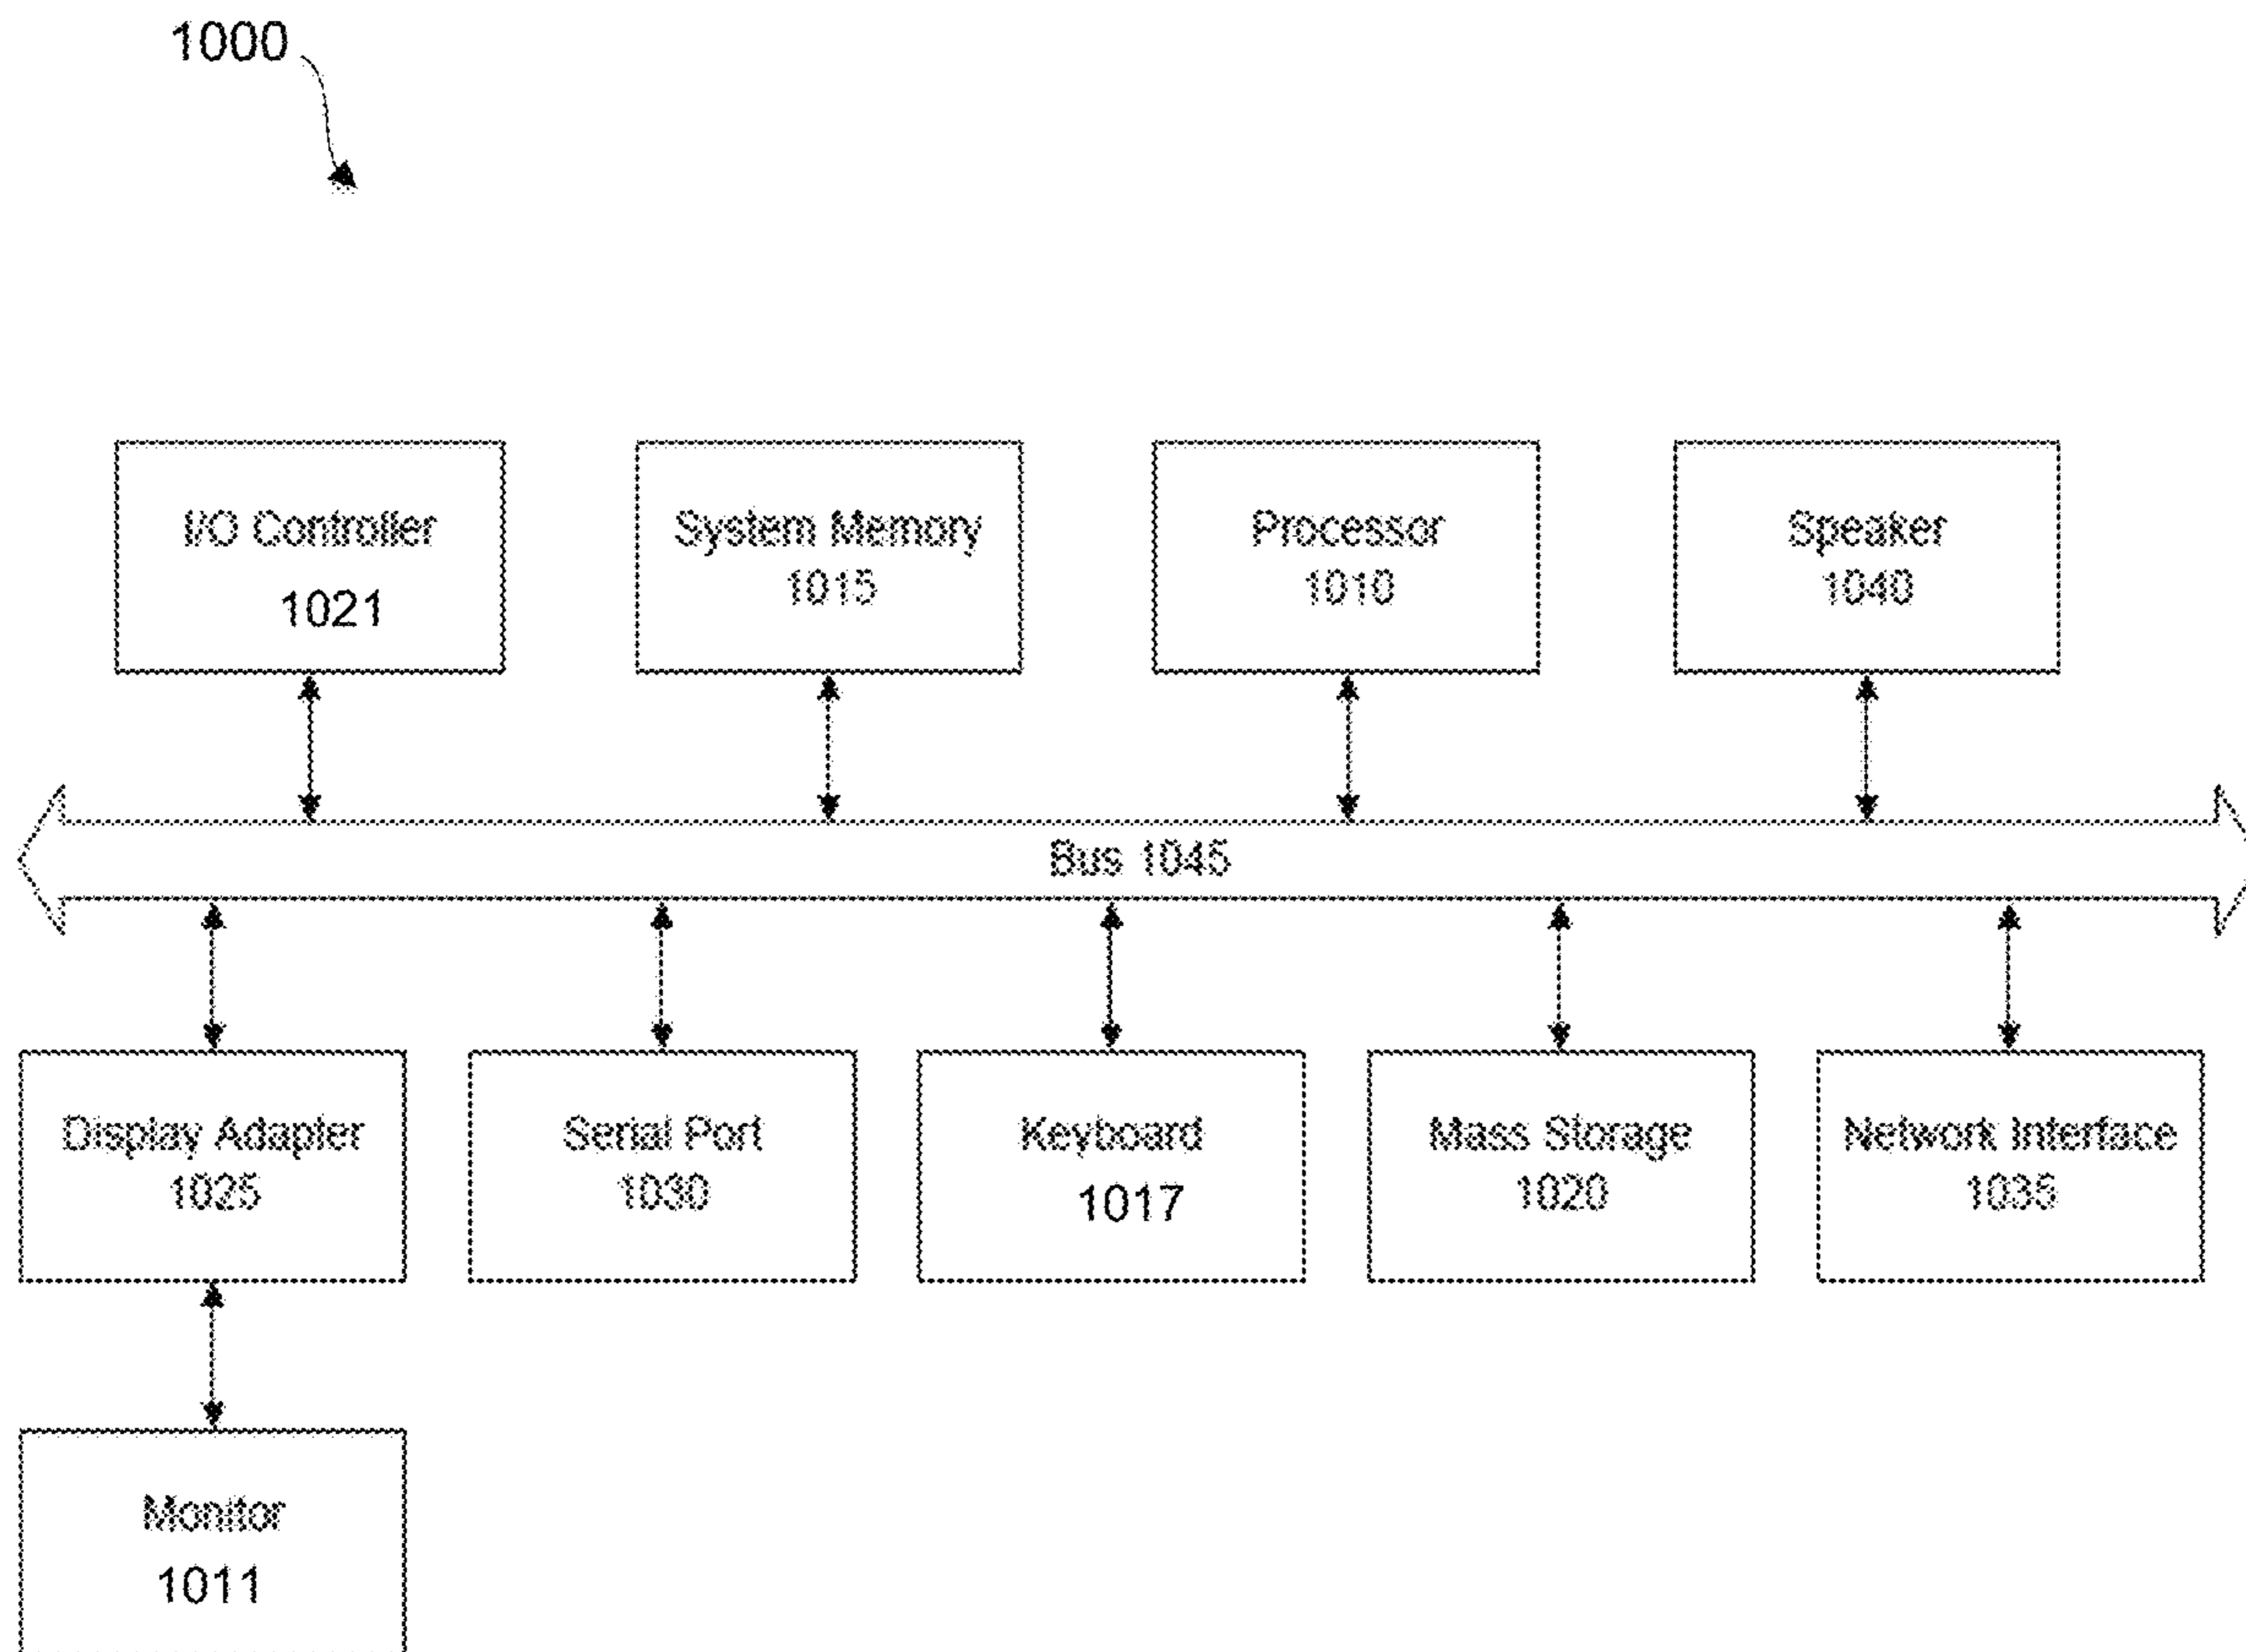 1000
I/O Controller
1021
System Memory
1015
Processor
1010
Speaker
1040
Bus 1045
Display Adapter
1025
Serial Port
1030
Keyboard
1017
Mass Storage
1020
Network Interface
1035
Monitor
1011